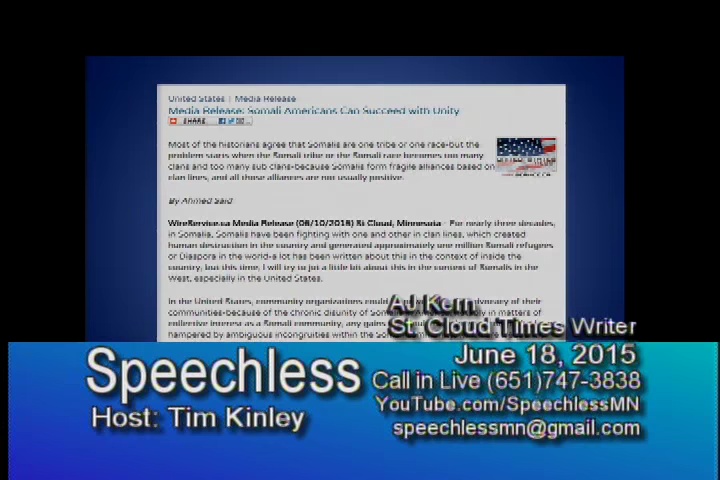 United States | Media Release
Media Release: Somali Americans Can Succeed with Unity
SHARE
Most of the historians agree that Somalis are one tribe or one race-but the
problem starts when the Somali tribe or the Somali race becomes too many
clans and too many sub clans-because Somalis form fragile alliances based on
clan lines, and all those alliances are not usually positive.
By Ahmed Said
WireService.ca Media Release (06/10/2015) St Cloud, Minnesota - For nearly three decades,
in Somalia, Somalis have been fighting with one and other in clan lines, which created
human destruction in the country and generated approximately one million Somali refugees
or Diaspora in the world-a lot has been written about this in the context of inside the
country, but this time, I will try to jot a little bit about this in the context of Somalis in the
West, especially in the United States.
In the United States, community organizations could advocacy of their
communities-because of the chronic disunity of in matters of
collective interest as a Somali community, any gains
hampered by ambiguous incongruities within the
AJ Kern
St. Cloud Times Writer
June 18, 2015
Speechless
Call in Live (651)747-3838
Host: Tim Kinley
YouTube.com/SpeechlessMN
speechlessmn@gmail.com